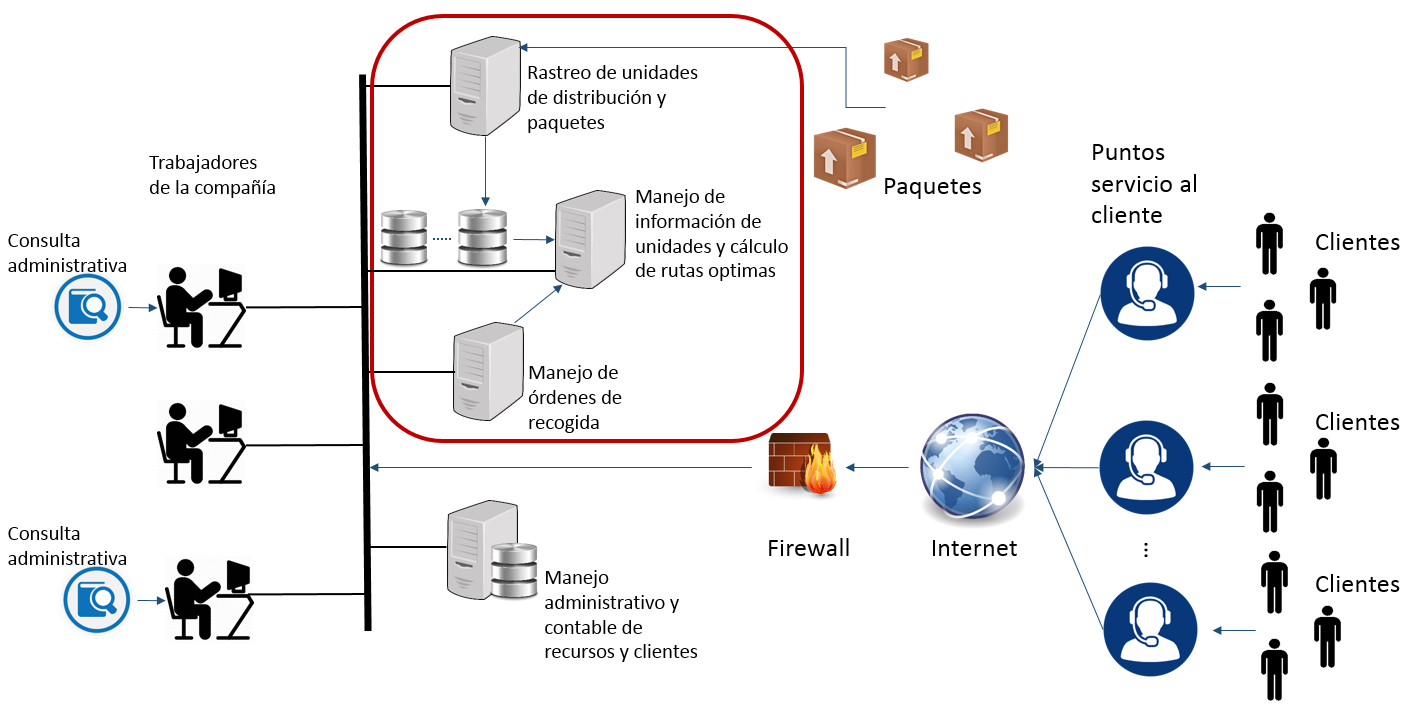 Rastreo de unidades
de distribución y
paquetes
Paquetes
Trabajadores
de la compañía
Puntos
servicio al
cliente
Manejo de
información de
unidades y cálculo
de rutas optimas
Consulta
administrativa
Clientes
Manejo de
órdenes de
recogida
Clientes
Consulta
administrativa
Firewall
Internet
Manejo
administrativo y
contable de
recursos y clientes
Clientes